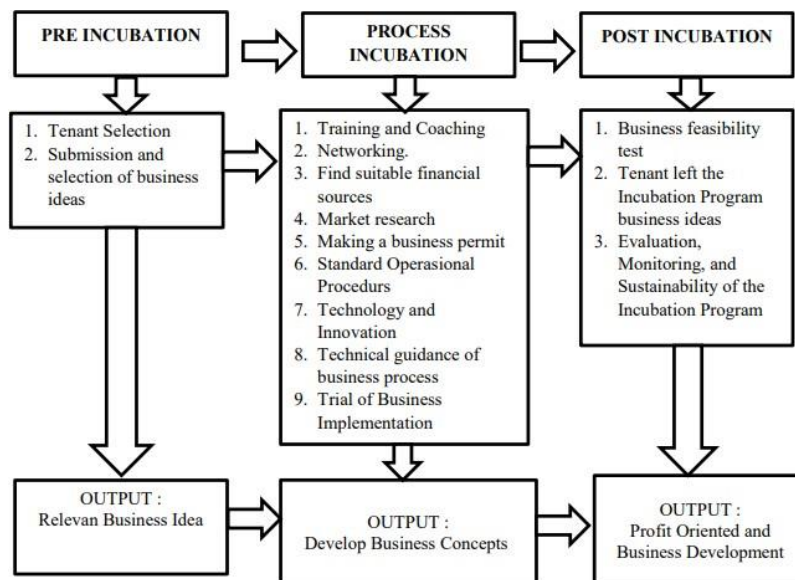 PRE INCUBATION
PROCESS
INCUBATION
POST INCUBATION
1. Tenant Selection
2. Submission and
selection of business
ideas
1. Training and Coaching
2. Networking.
3. Find suitable financial
sources
4. Market research
5. Making a business permit
6. Standard Operasional
Procedurs
7. Technology and
Innovation
8. Technical guidance of
business process
9. Trial of Business
Implementation
1. Business feasibility
test
2. Tenant left the
Incubation Program
business ideas
3. Evaluation,
Monitoring, and
Sustainability of the
Incubation Program
OUTPUT :
Relevan Business Idea
OUTPUT :
Develop Business Concepts
OUTPUT :
Profit Oriented and
Business Development